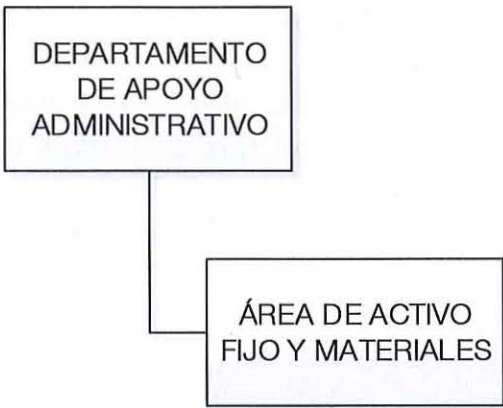 DEPARTAMENTO
DE APOYO
ADMINISTRATIVO
ÁREA DE ACTIVO
FIJO Y MATERIALES